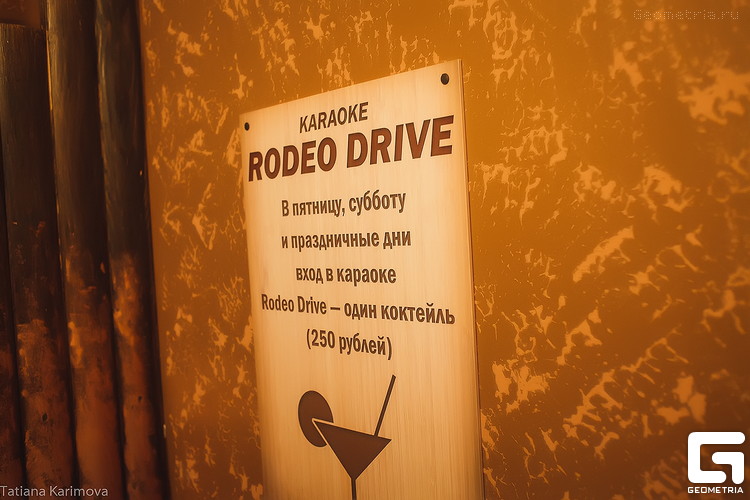 Geometria.ru
KARAOKE
RODEO DRIVE
В пятницу, субботу
и праздничные дни
вход в караоке
Rodeo Drive – один коктейль
(250 рублей)
Tatiana Karimova
GEOMETRIA